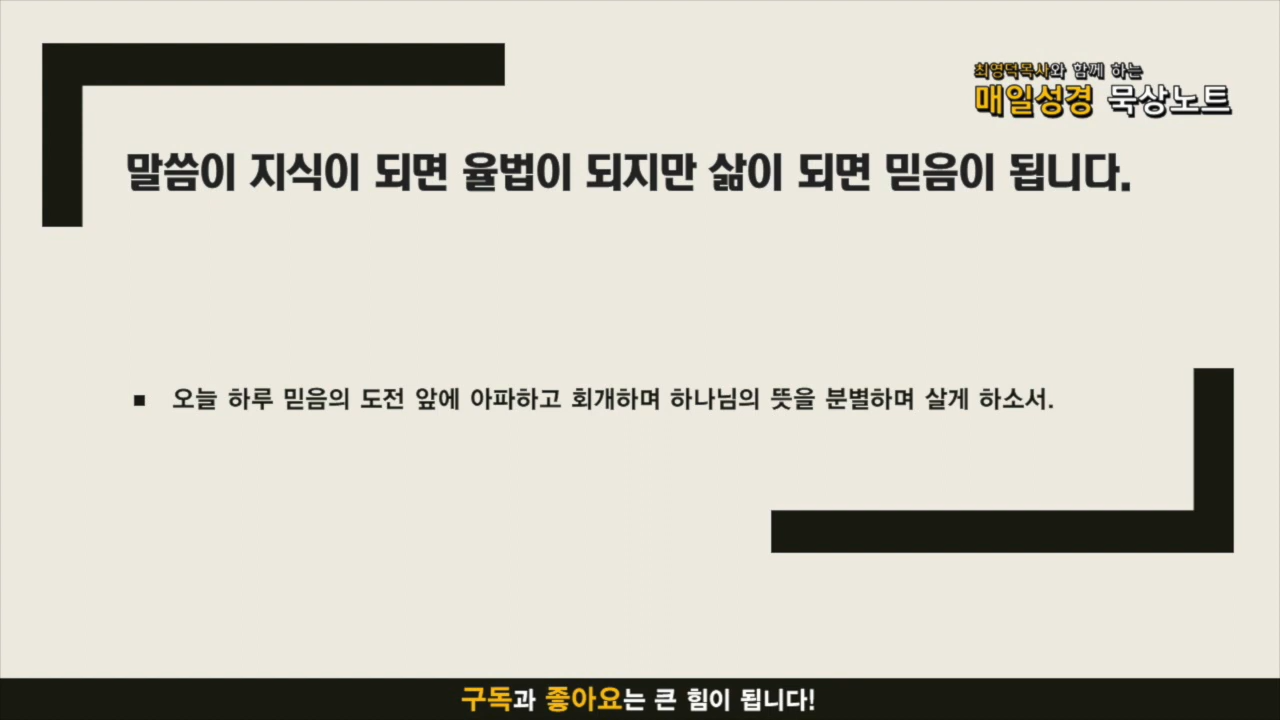 최영덕목사와 함께 하는
매일성경 묵상노트
말씀이 지식이 되면 율법이 되지만 삶이 되면 믿음이 됩니다.
■ 오늘 하루 믿음의 도전 앞에 아파하고 회개하며 하나님의 뜻을 분별하며 살게 하소서.
구독과 좋아요는 큰 힘이 됩니다!